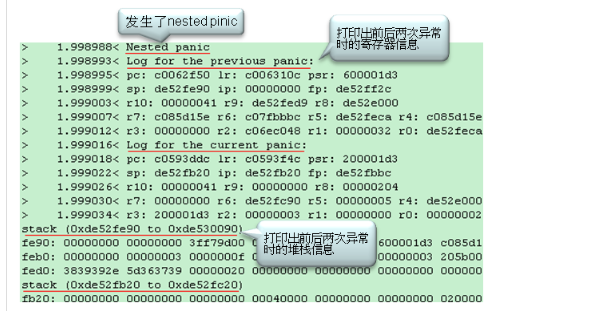 发生了nested pinic
打印出前后两次异常
时的寄存器信息
> 1.998988< Nested panic
> 1.998993< Log for the previous panic:
> 1.998995< pc: c0062f50 lr: c006310c psr: 600001d3
> 1.998999< sp: de52fe90 ip: 00000000 fp: de52ff2c
> 1.999003< r10: 00000041 r9: de52fed9 r8: de52e000
> 1.999007< r7: c085d15e r6: c07fbbbc r5: de52feca r4: c085d15e
> 1.999012< r3: 00000000 r2: c06ec048 r1: 00000032 r0: de52feca
> 1.999016< Log for the current panic:
> 1.999018< pc: c0593ddc lr: c0593f4c psr: 200001d3
> 1.999022< sp: de52fb20 ip: de52fb20 fp: de52fbbc
> 1.999026< r10: 00000041 r9: 00000000 r8: 00000204
> 1.999030< r7: 00000000 r6: de52fc90 r5: 00000005 r4: de52e000
> 1.999034< r3: 200001d3 r2: 00000003 r1: 00000000 r0: 00000002
stack (0xde52fe90 to 0xde530090)
打印出前后两次异常
时的堆栈信息
fe90: 00000000 00000000 3ff79d00 600001d3 c085d1
feb0: 00000000 00000003 0000000f 00000003 205b00
fed0: 3839392e 5d363739 00000020 00000000 00000000 00000000 000000
stack (0xde52fb20 to 0xde52fc20)
fb20: 00000000 00000000 00000000 00040000 00000000 00000000 020000